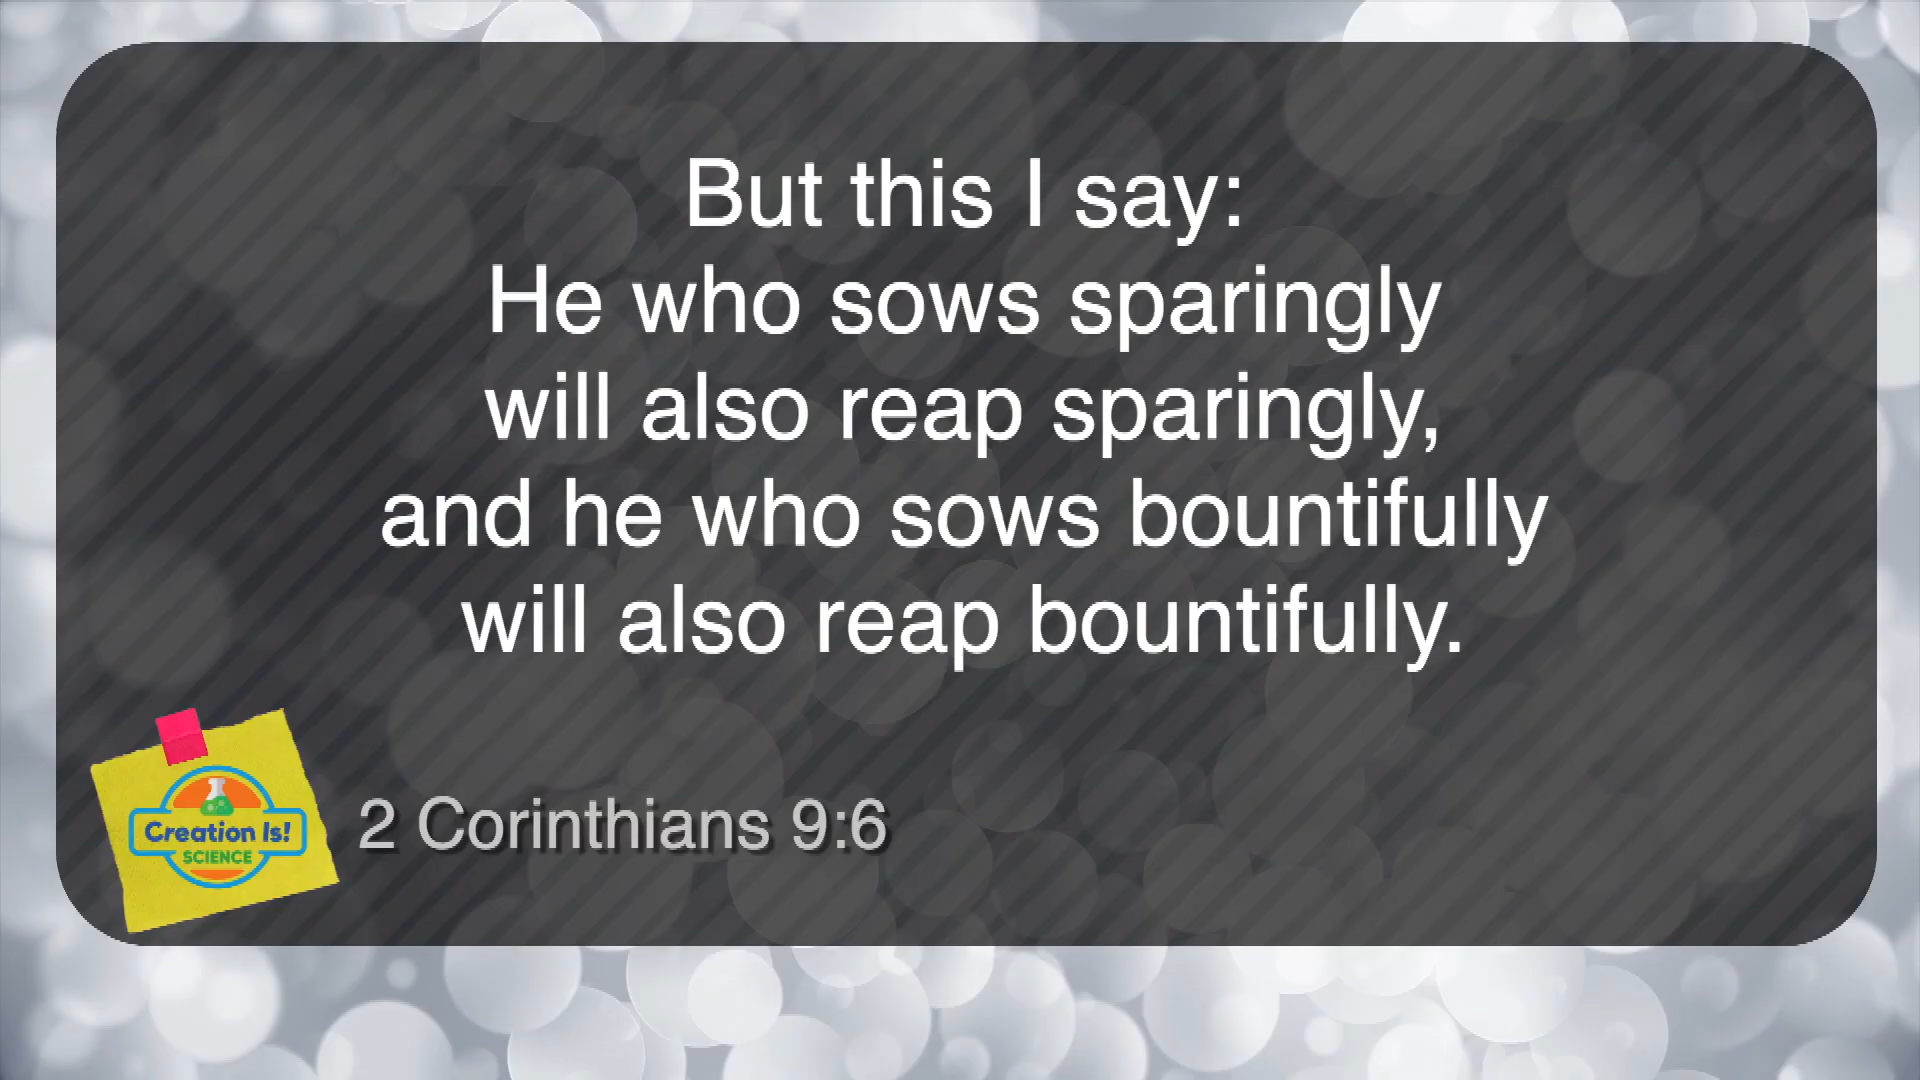 But this I say:
He who sows sparingly
will also reap sparingly,
and he who sows bountifully
will also reap bountifully.
Creation Is!
SCIENCE
2 Corinthians 9:6